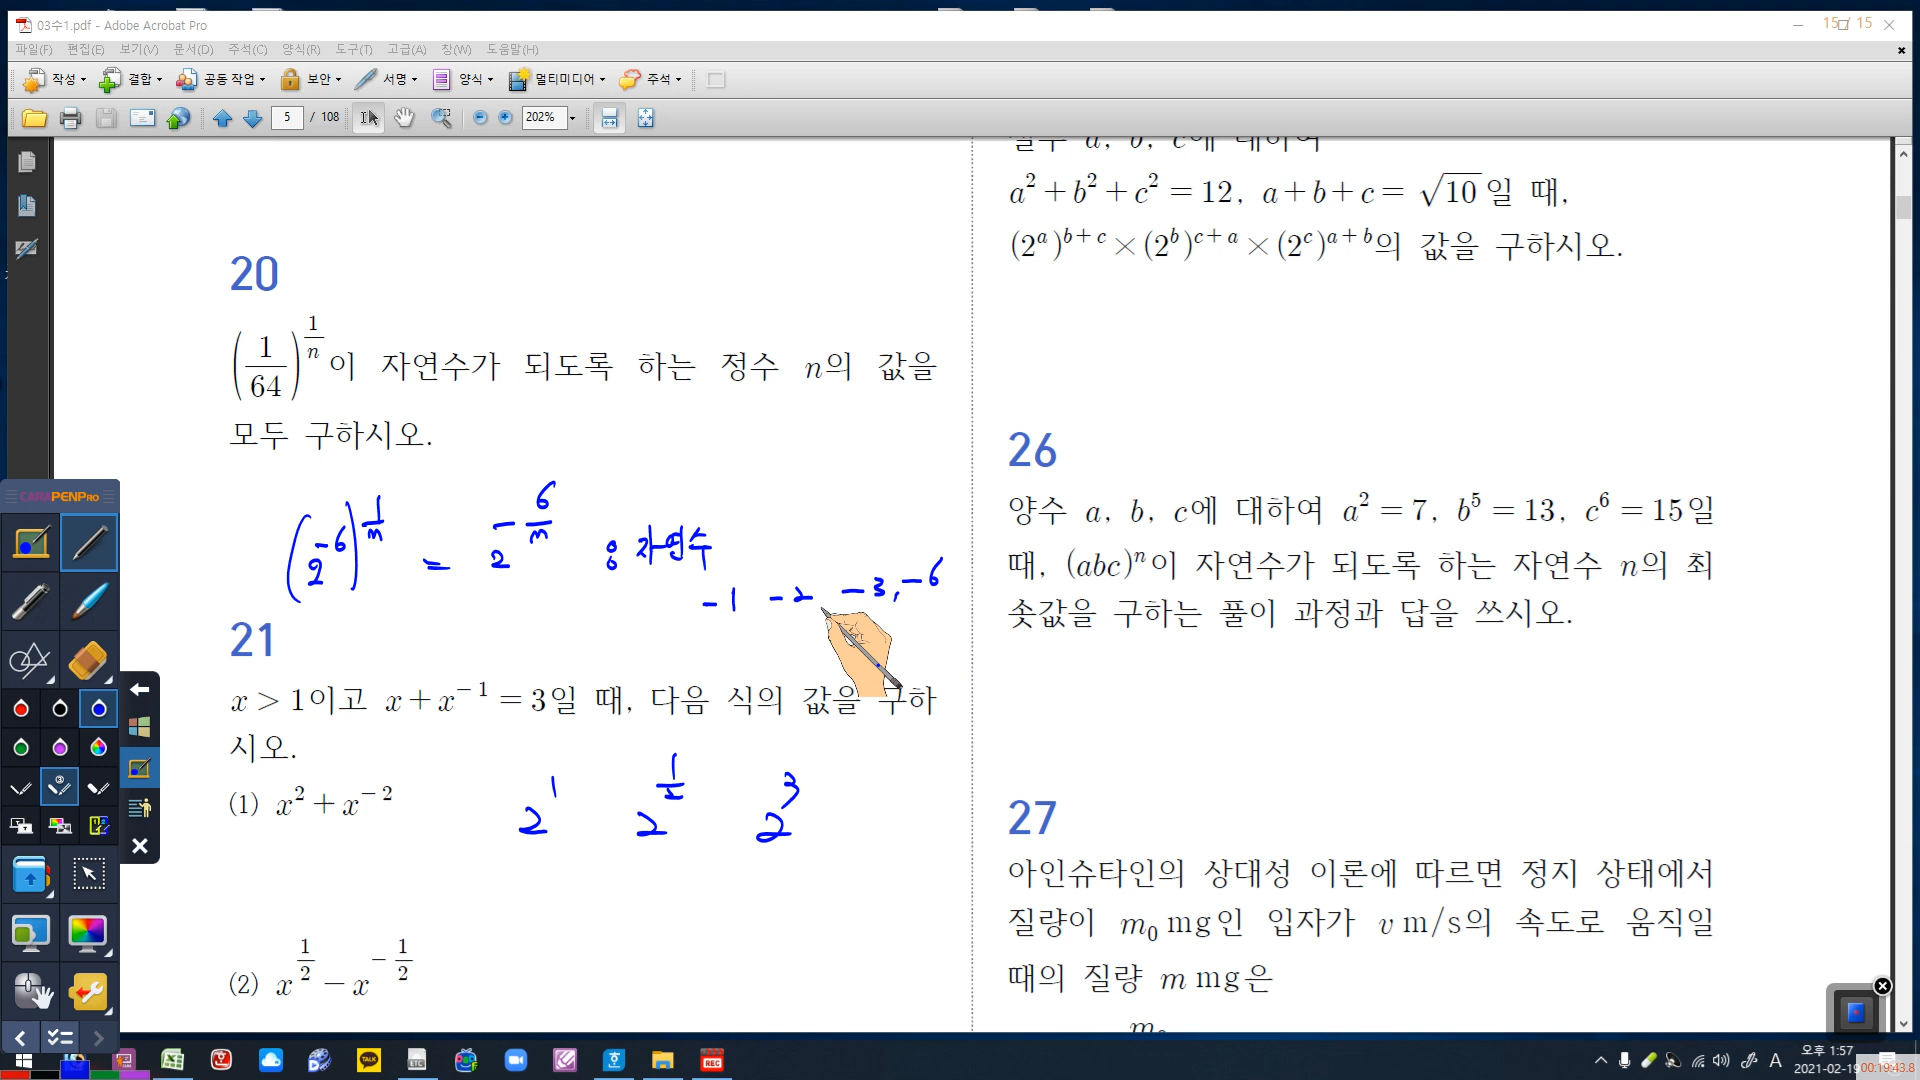 03수1.pdf - Adobe Acrobat Pro
15 / 15
파일(F) 편집(E) 보기(V) 문서(D) 주석(C) 양식(R) 도구(T) 고급(A) 창(W) 도움말(H)
작성 결합 공동 작업 보안 서명 양식 멀티미디어 주석
5 / 108 202%
20
(1/64)^(1/n)이 자연수가 되도록 하는 정수 n의 값을
모두 구하시오.
(2^-6)^(1/n) = 2^(-6/n) : 자연수
-1 -2 -3, -6
21
x > 1이고 x + x^-1 = 3일 때, 다음 식의 값을 구하
시오.
(1) x^2 + x^-2
2^1 2^(1/2) 2^3
(2) x^(1/2) - x^(-1/2)
a^2 + b^2 + c^2 = 12, a + b + c = √10 일 때,
(2^a)^(b+c) × (2^b)^(c+a) × (2^c)^(a+b)의 값을 구하시오.
26
양수 a, b, c에 대하여 a^2 = 7, b^5 = 13, c^6 = 15일
때, (abc)^n이 자연수가 되도록 하는 자연수 n의 최
솟값을 구하는 풀이 과정과 답을 쓰시오.
27
아인슈타인의 상대성 이론에 따르면 정지 상태에서
질량이 m₀ mg인 입자가 v m/s의 속도로 움직일
때의 질량 m mg은
CARAPENPRO
TALK
REC
A
오후 1:57
2021-02-19
00:19:43.8